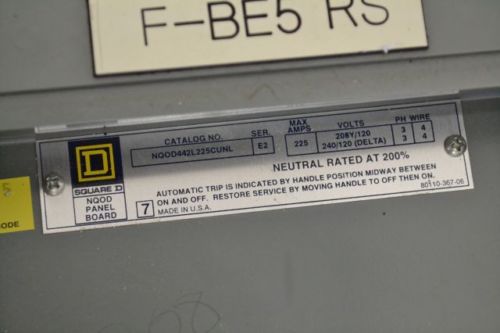 F-BE5 RS
CATALOG NO. SER. MAX AMPS VOLTS PH WIRE
NQOD442L225CUNL E2 225 208Y/120 3 4
240/120 (DELTA) 3 4
NEUTRAL RATED AT 200%
D
SQUARE D
NQOD
PANEL
BOARD
7
AUTOMATIC TRIP IS INDICATED BY HANDLE POSITION MIDWAY BETWEEN
ON AND OFF. RESTORE SERVICE BY MOVING HANDLE TO OFF THEN ON.
MADE IN U.S.A.
80110-367-06